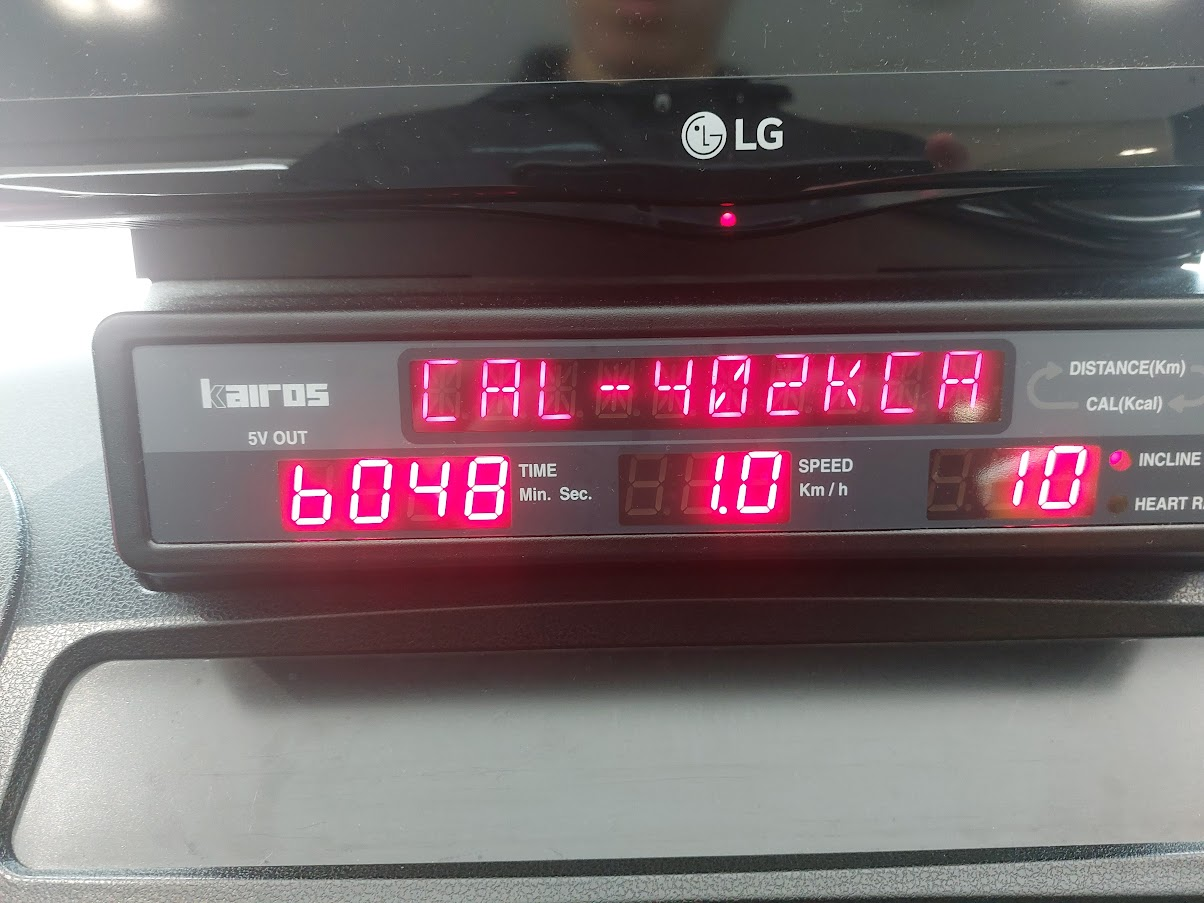 LG
kairos
5V OUT
CAL-402KCA
DISTANCE(Km)
CAL(Kcal)
6048
TIME
Min. Sec.
1.0
SPEED
Km/h
10
INCLINE
HEART